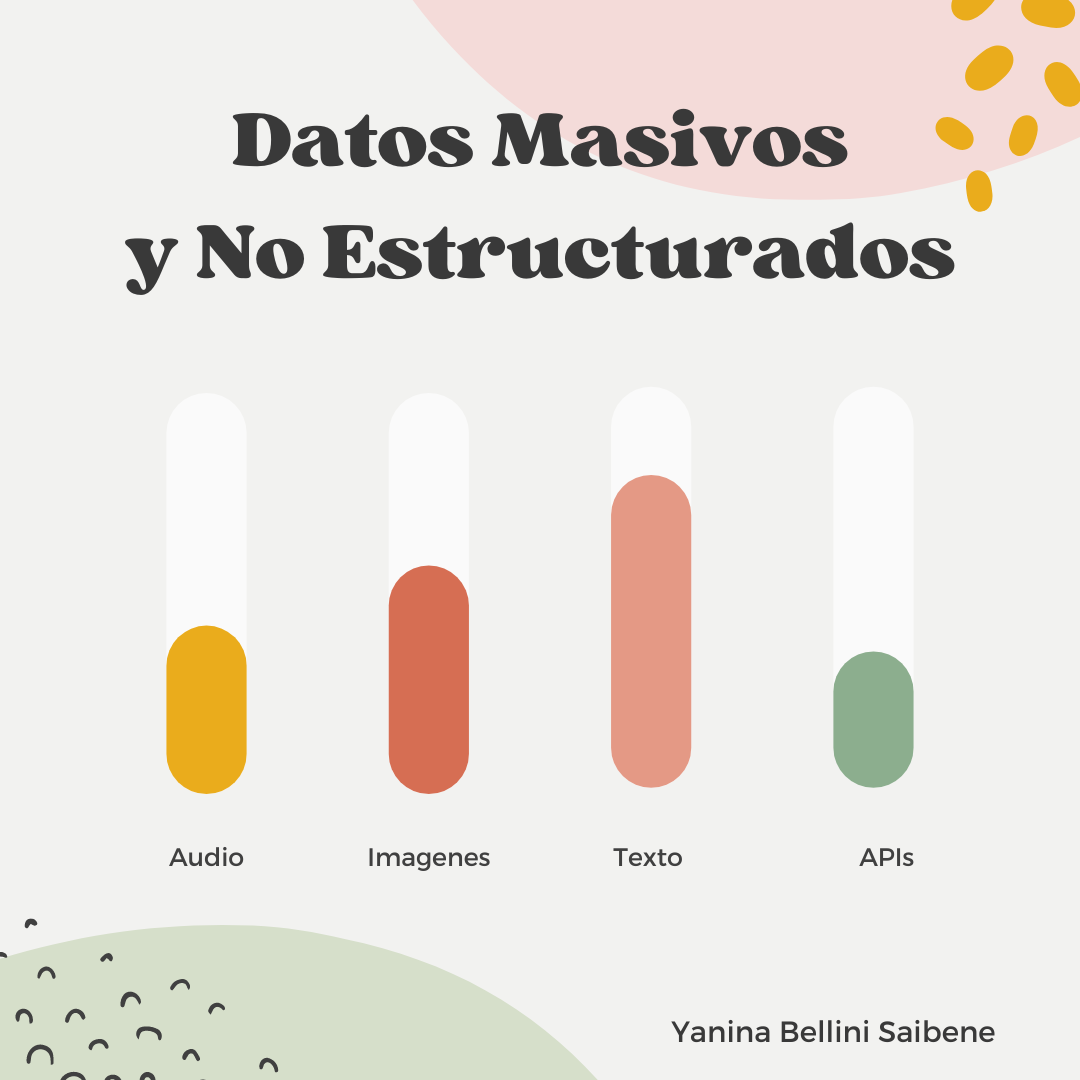 Datos Masivos
y No Estructurados
Audio
Imagenes
Texto
APIs
Yanina Bellini Saibene